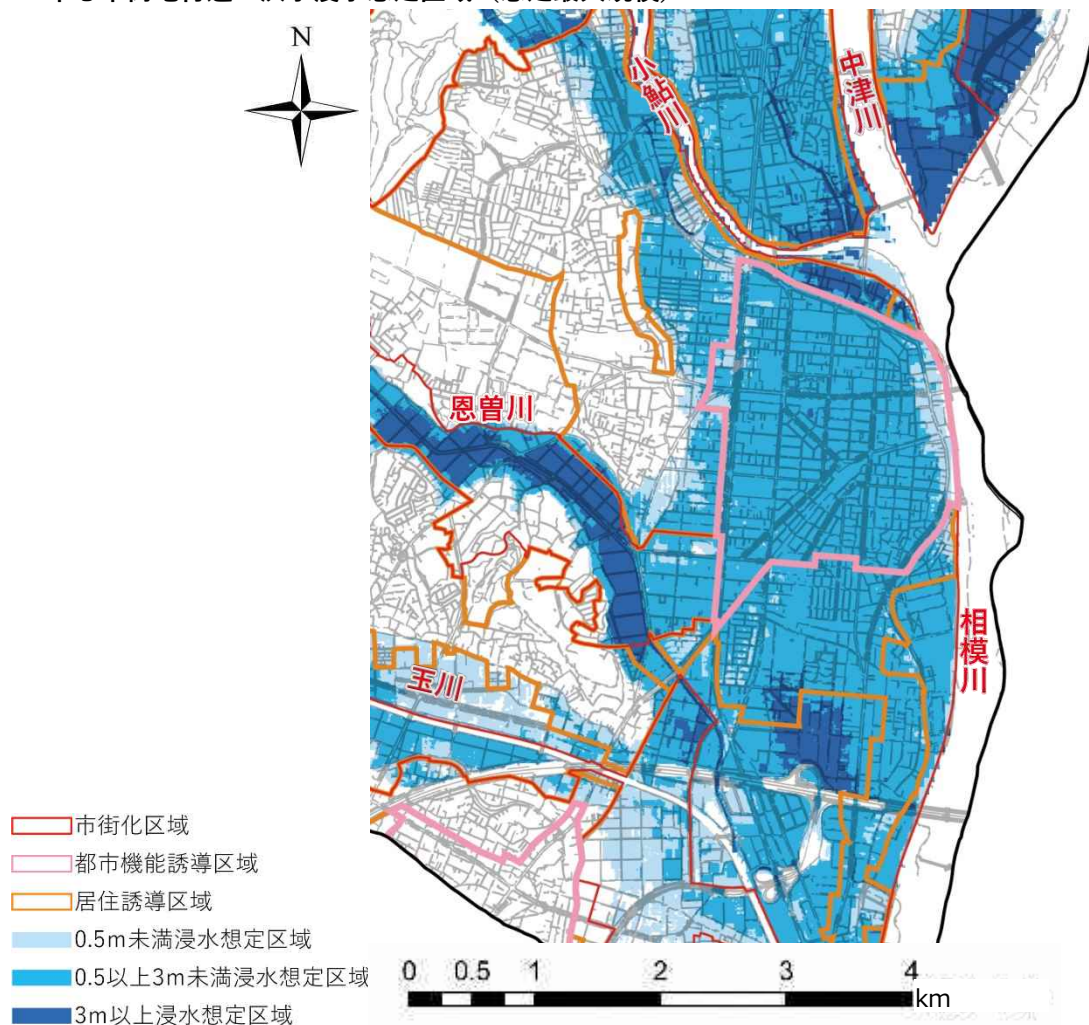 N
小鮎川
中津川
恩曽川
相模川
玉川
市街化区域
都市機能誘導区域
居住誘導区域
0.5m未満浸水想定区域
0.5以上3m未満浸水想定区域
3m以上浸水想定区域
0 0.5 1 2 3 4
km